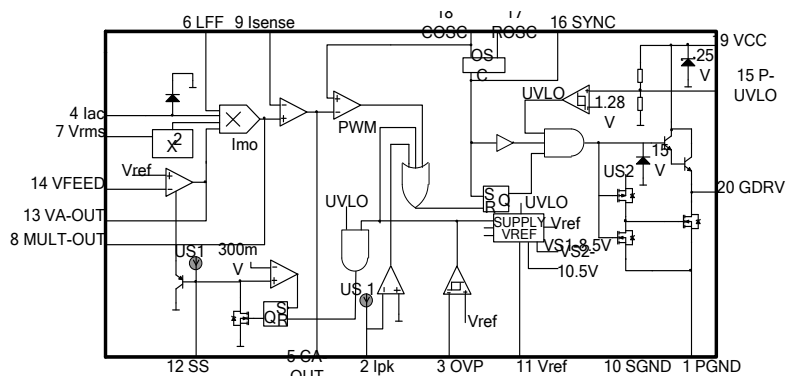 6 LFF
9 Isense
18
COSC
17
ROSC
16 SYNC
19 VCC
OS
C
.25
V
15 P-
UVLO
UVLO
1.28
V
4 Iac
7 Vrms
X2
Imo
PWM
Vref
14 VFEED
13 VA-OUT
8 MULT-OUT
15
V
US2
20 GDRV
S
R
Q
UVLO
UVLO
SUPPLY
VREF
Vref
VS1-8.5V
VS2-
10.5V
US1
300m
V
US 1
Q
S
R
Vref
12 SS
5 CA-
OUT
2 Ipk
3 OVP
11 Vref
10 SGND
1 PGND